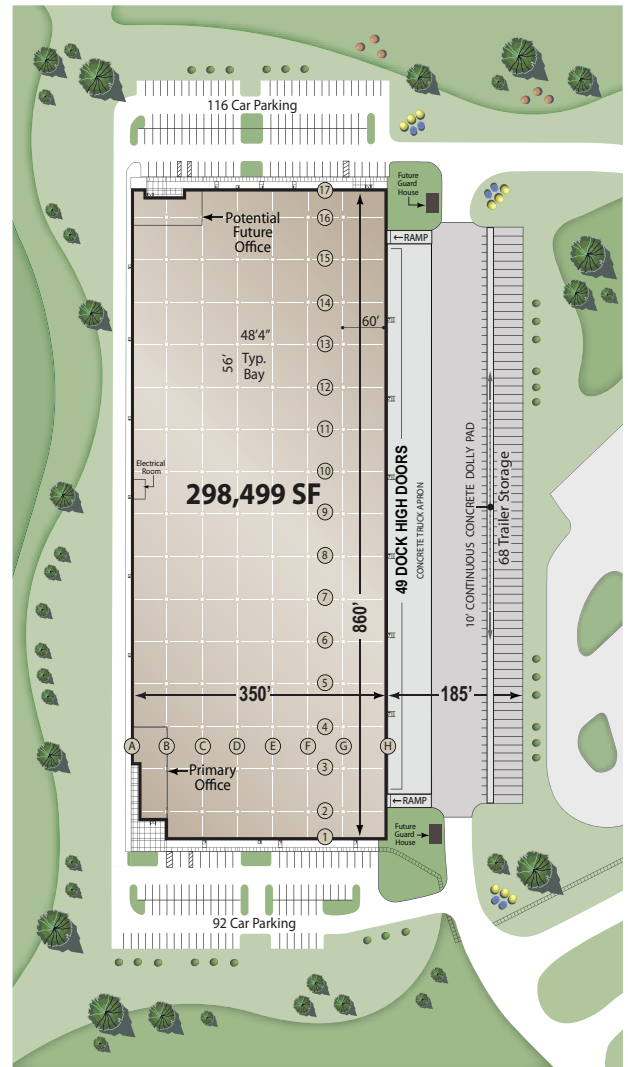 116 Car Parking
Future
Guard
House
17
Potential
Future
Office
16
←RAMP
15
14
60'
48'4"
13
56'
Typ.
Bay
12
11
Electrical
Room
10
298,499 SF
9
8
7
6
5
49 DOCK HIGH DOORS
CONCRETE TRUCK APRON
10' CONTINUOUS CONCRETE DOLLY PAD
68 Trailer Storage
860'
350'
185'
4
A
B
C
D
E
F
G
H
3
Primary
Office
2
←RAMP
1
Future
Guard
House
92 Car Parking